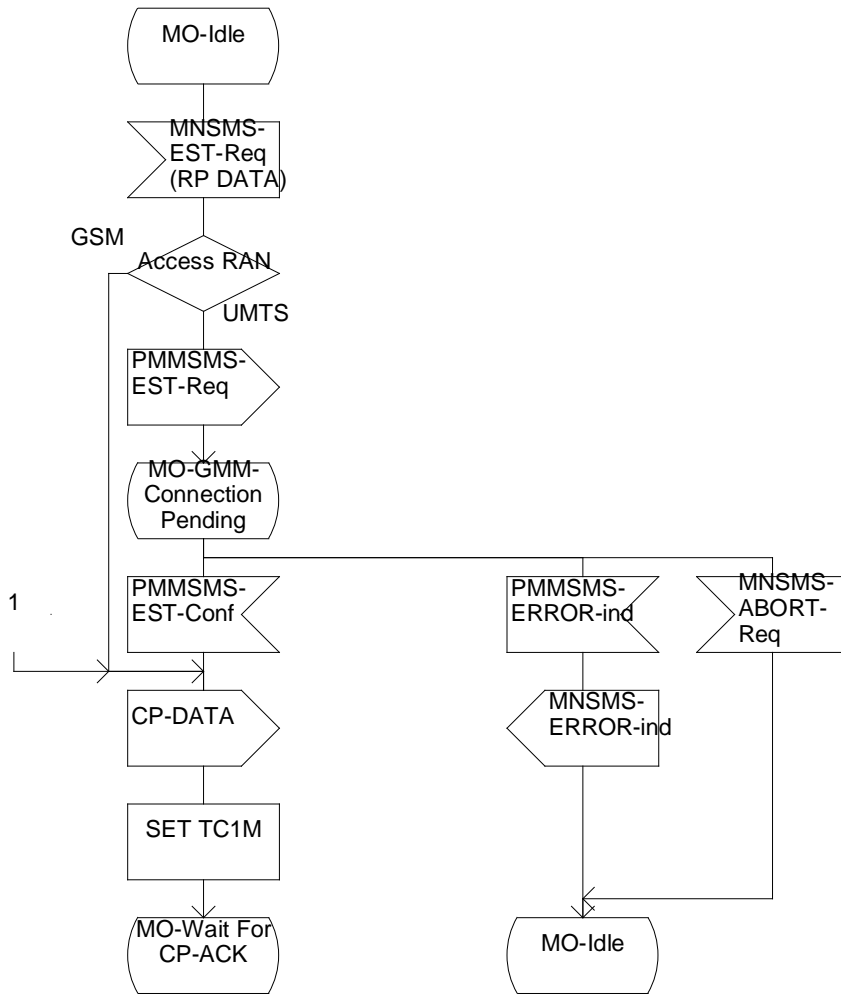 MO-Idle
MNSMS-
EST-Req
(RP DATA)
GSM
Access RAN
UMTS
PMMSMS-
EST-Req
MO-GMM-
Connection
Pending
1
PMMSMS-
EST-Conf
PMMSMS-
ERROR-ind
MNSMS-
ABORT-
Req
CP-DATA
MNSMS-
ERROR-ind
SET TC1M
MO-Wait For
CP-ACK
MO-Idle